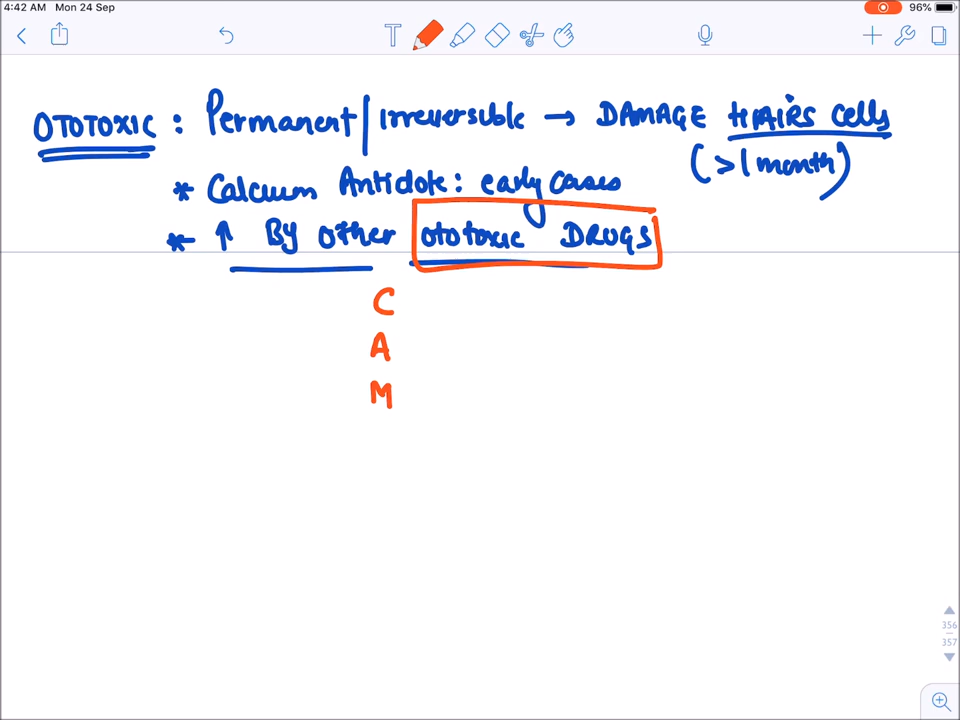 4:42 AM Mon 24 Sep 96%
T
OTOTOXIC : Permanent/Irreversible → DAMAGE HAIRS cells
(>1 month)
* Calcium Antidote: early cases
* ↑ By other ototoxic DRUGS
C
A
M
356
357